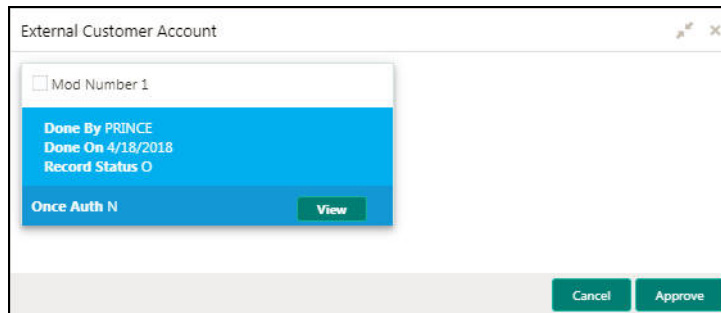 External Customer Account
Mod Number 1
Done By PRINCE
Done On 4/18/2018
Record Status O
Once Auth N
View
Cancel
Approve